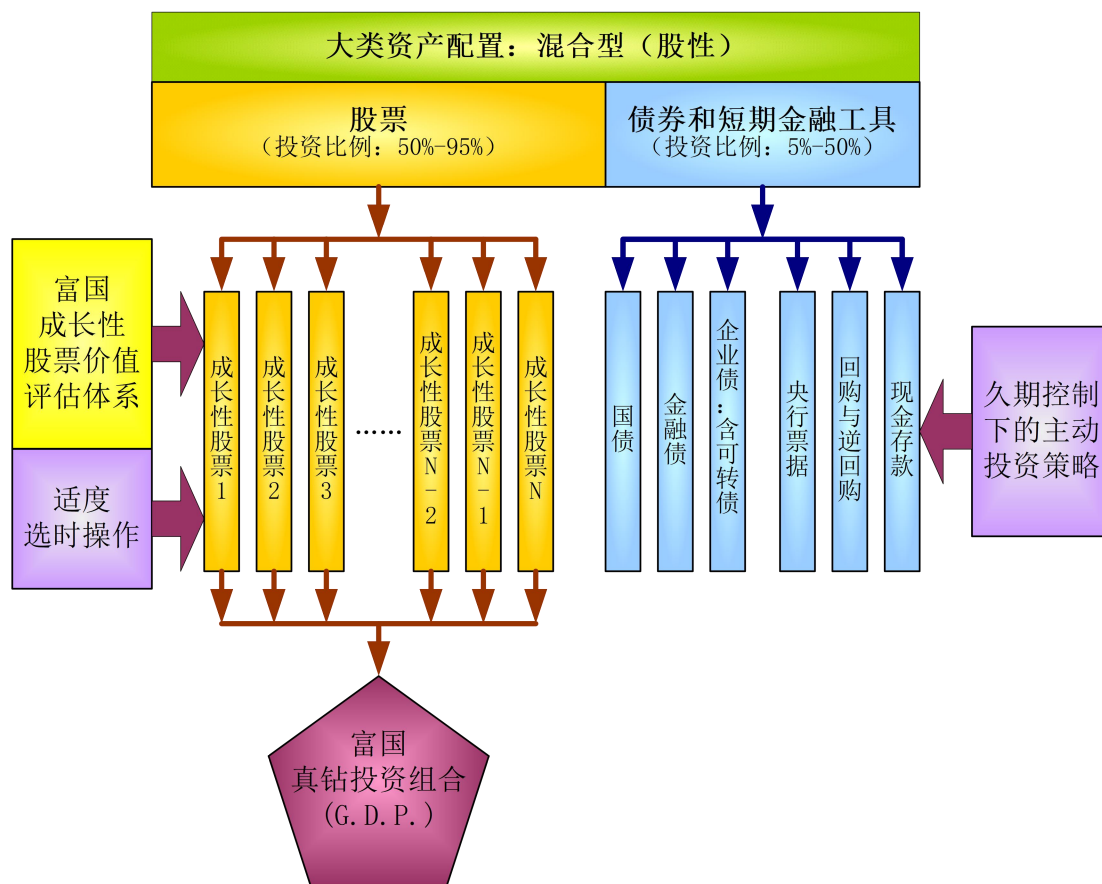 大类资产配置：混合型（股性）
股票
（投资比例：50%-95%）
债券和短期金融工具
（投资比例：5%-50%）
富国
成长性
股票价值
评估体系
适度
选时操作
成长性股票1
成长性股票2
成长性股票3
……
成长性股票N-2
成长性股票N-1
成长性股票N
国债
金融债
企业债：含可转债
央行票据
回购与逆回购
现金存款
久期控制
下的主动
投资策略
富国
真钻投资组合
(G.D.P.)